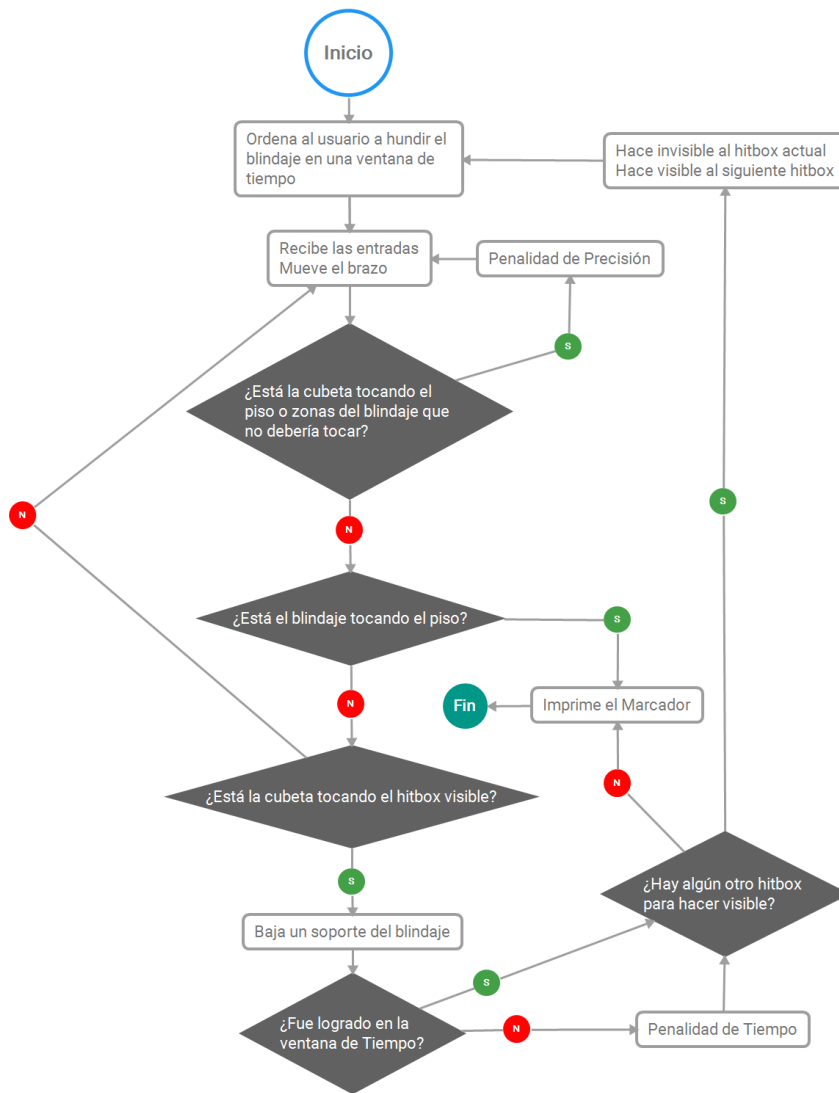 Inicio
Ordena al usuario a hundir el
blindaje en una ventana de
tiempo
Hace invisible al hitbox actual
Hace visible al siguiente hitbox
Recibe las entradas
Mueve el brazo
Penalidad de Precisión
S
¿Está la cubeta tocando el
piso o zonas del blindaje que
no debería tocar?
N
S
N
¿Está el blindaje tocando el piso?
S
N
Fin
Imprime el Marcador
¿Está la cubeta tocando el hitbox visible?
N
S
¿Hay algún otro hitbox
para hacer visible?
Baja un soporte del blindaje
S
¿Fue logrado en la
ventana de Tiempo?
N
Penalidad de Tiempo